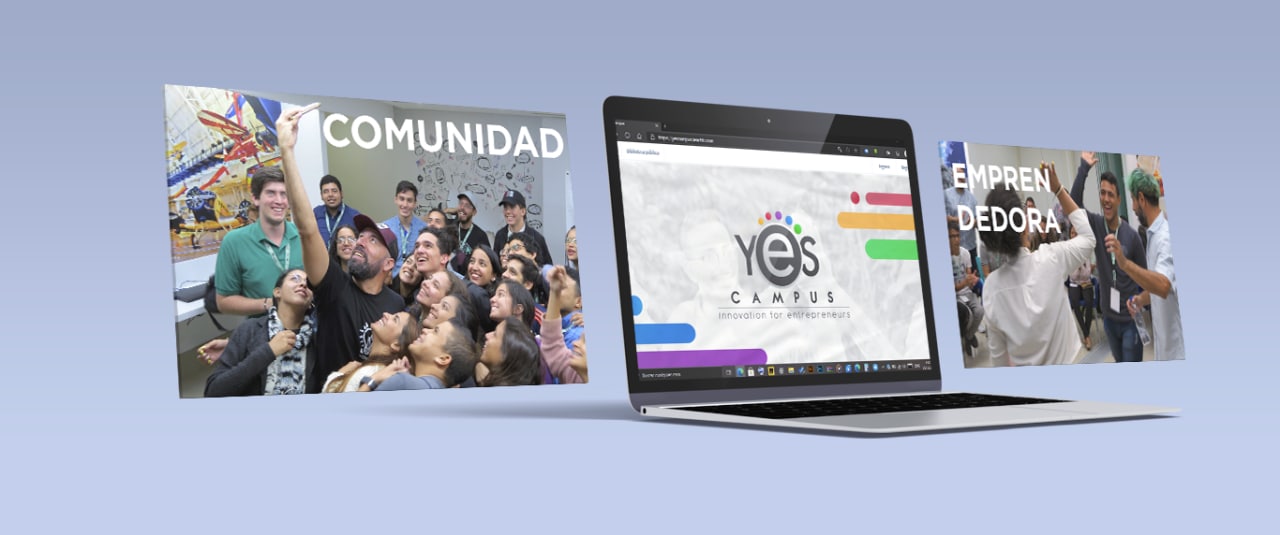 COMUNIDAD
YeS
CAMPUS
innovation for entrepreneurs
EMPREN
DEDORA